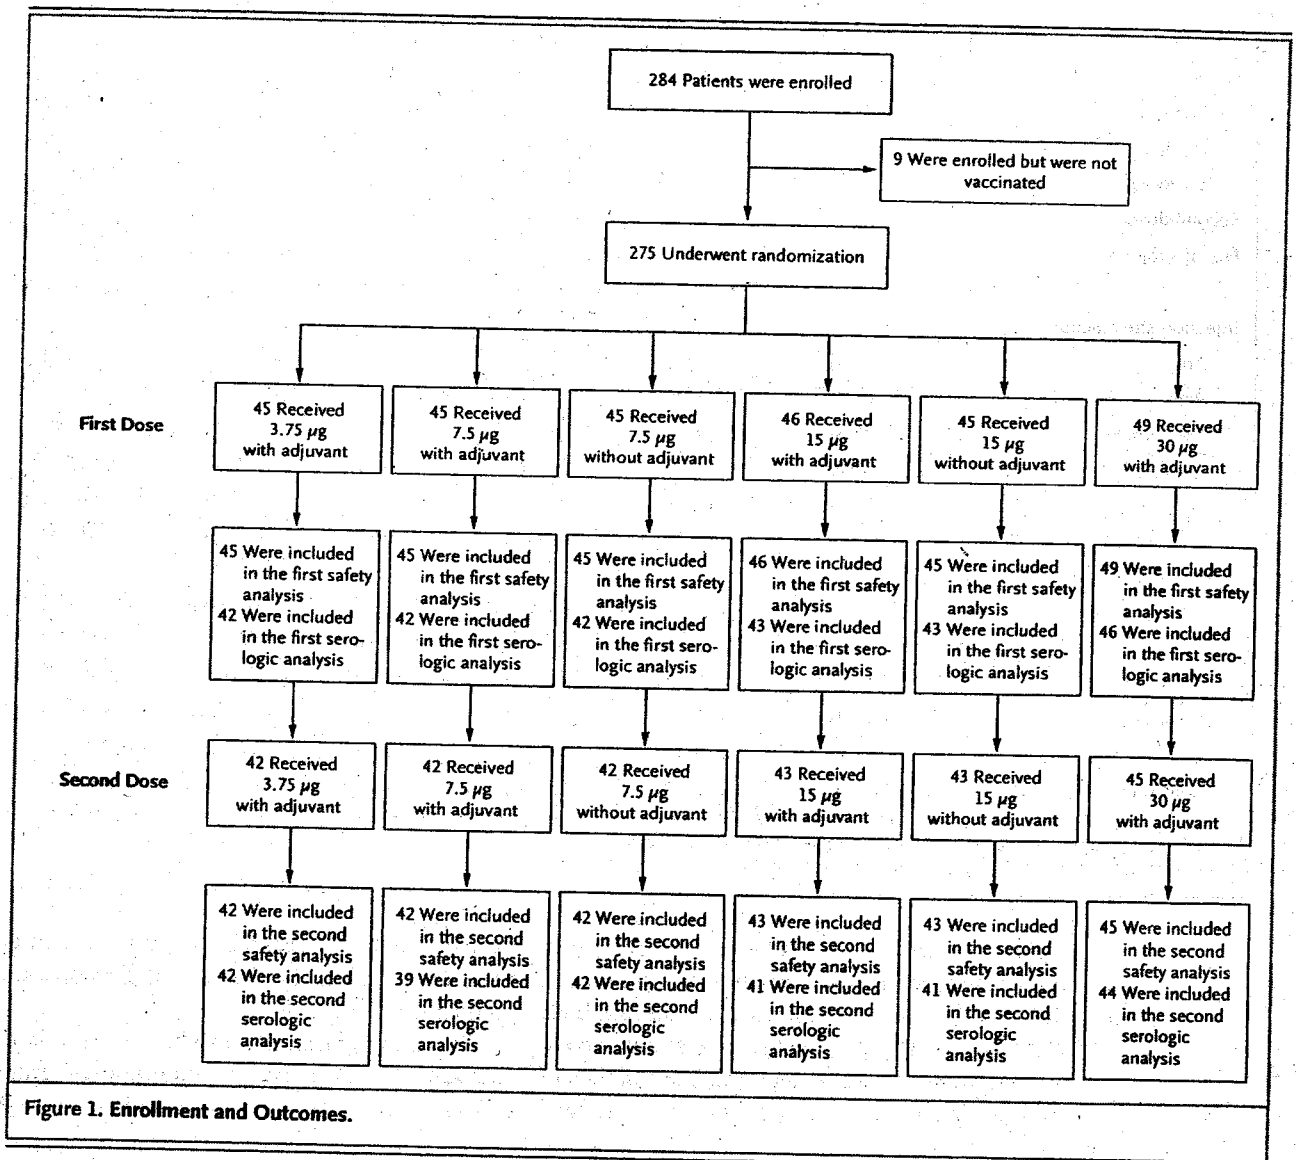 284 Patients were enrolled
9 Were enrolled but were not
vaccinated
275 Underwent randomization
First Dose
45 Received
3.75 µg
with adjuvant
45 Received
7.5 µg
with adjuvant
45 Received
7.5 µg
without adjuvant
46 Received
15 µg
with adjuvant
45 Received
15 µg
without adjuvant
49 Received
30 µg
with adjuvant
45 Were included
in the first safety
analysis
42 Were included
in the first sero-
logic analysis
45 Were included
in the first safety
analysis
42 Were included
in the first sero-
logic analysis
45 Were included
in the first safety
analysis
42 Were included
in the first sero-
logic analysis
46 Were included
in the first safety
analysis
43 Were included
in the first sero-
logic analysis
45 Were included
in the first safety
analysis
43 Were included
in the first sero-
logic analysis
49 Were included
in the first safety
analysis
46 Were included
in the first sero-
logic analysis
Second Dose
42 Received
3.75 µg
with adjuvant
42 Received
7.5 µg
with adjuvant
42 Received
7.5 µg
without adjuvant
43 Received
15 µg
with adjuvant
43 Received
15 µg
without adjuvant
45 Received
30 µg
with adjuvant
42 Were included
in the second
safety analysis
42 Were included
in the second
serologic
analysis
42 Were included
in the second
safety analysis
39 Were included
in the second
serologic
analysis
42 Were included
in the second
safety analysis
42 Were included
in the second
serologic
analysis
43 Were included
in the second
safety analysis
41 Were included
in the second
serologic
analysis
43 Were included
in the second
safety analysis
41 Were included
in the second
serologic
analysis
45 Were included
in the second
safety analysis
44 Were included
in the second
serologic
analysis
Figure 1. Enrollment and Outcomes.